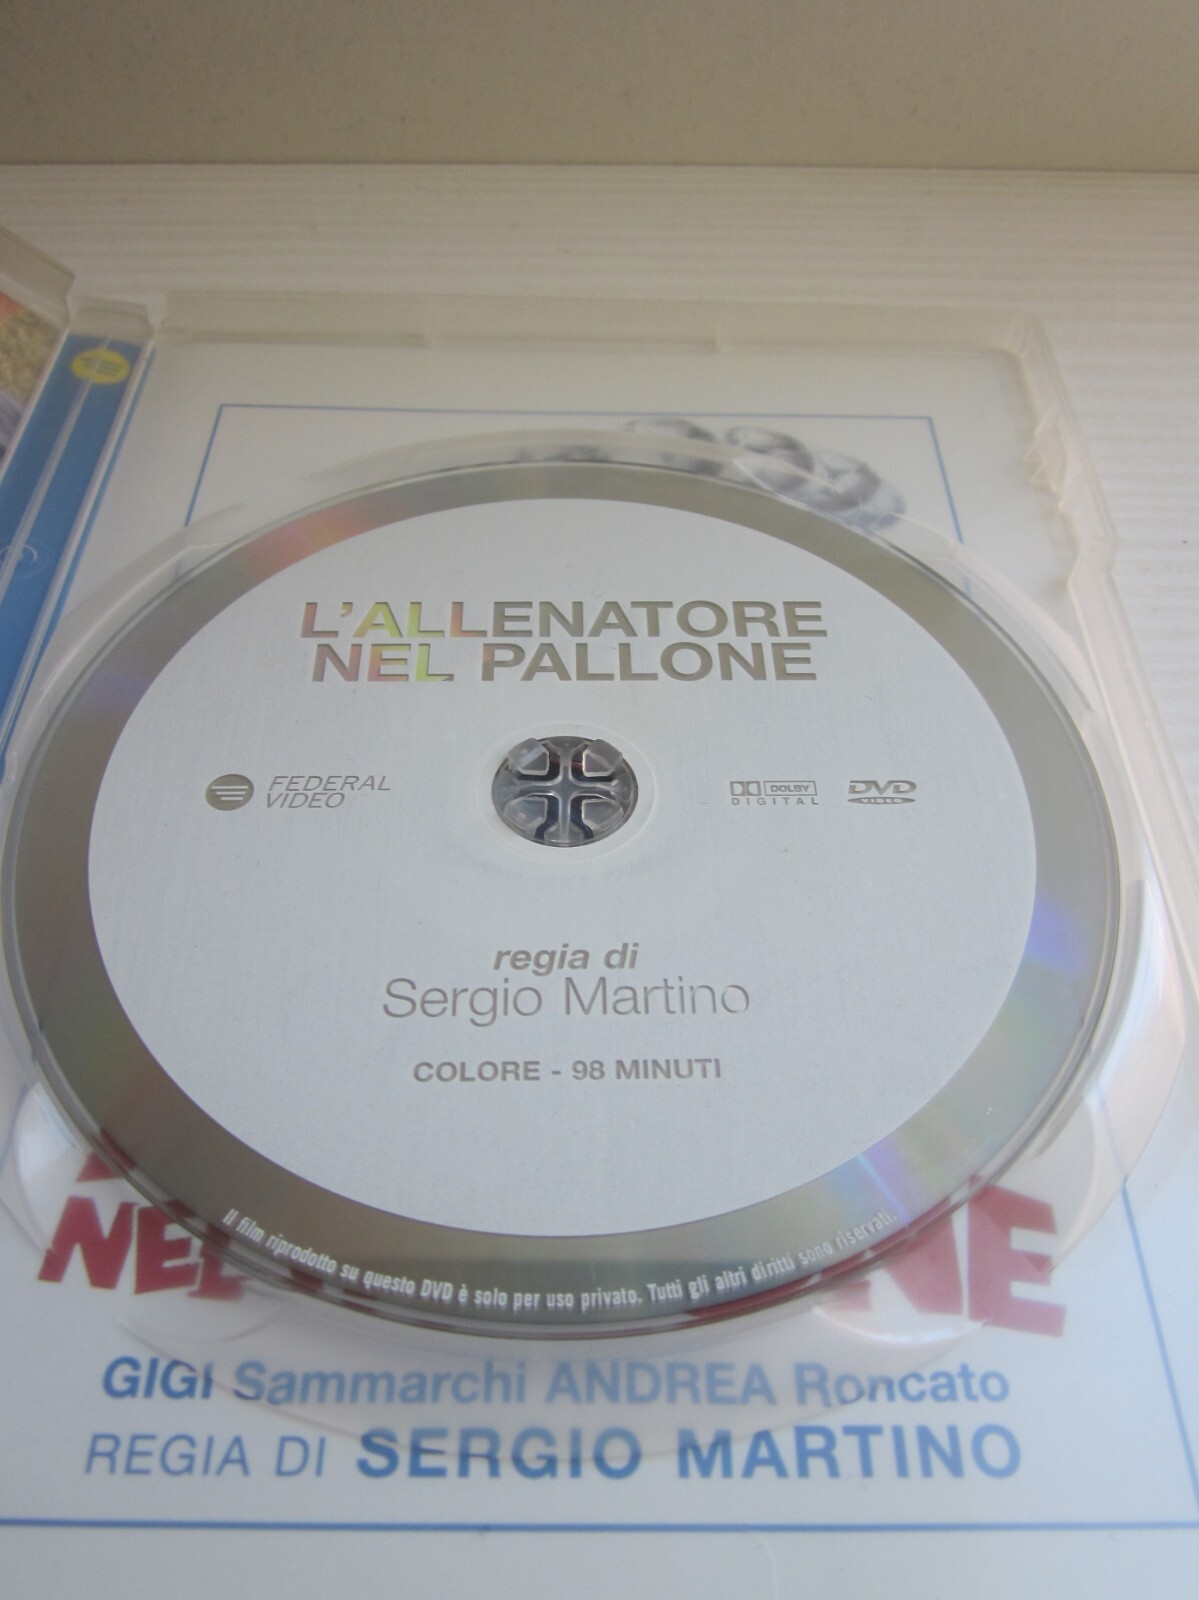 L'ALLENATORE
NEL PALLONE
FEDERAL
VIDEO
DOLBY
DIGITAL
DVD
VIDEO
regia di
Sergio Martino
COLORE - 98 MINUTI
Il film riprodotto su questo DVD è solo per uso privato. Tutti gli altri diritti sono riservati.
GIGI Sammarchi ANDREA Roncato
REGIA DI SERGIO MARTINO